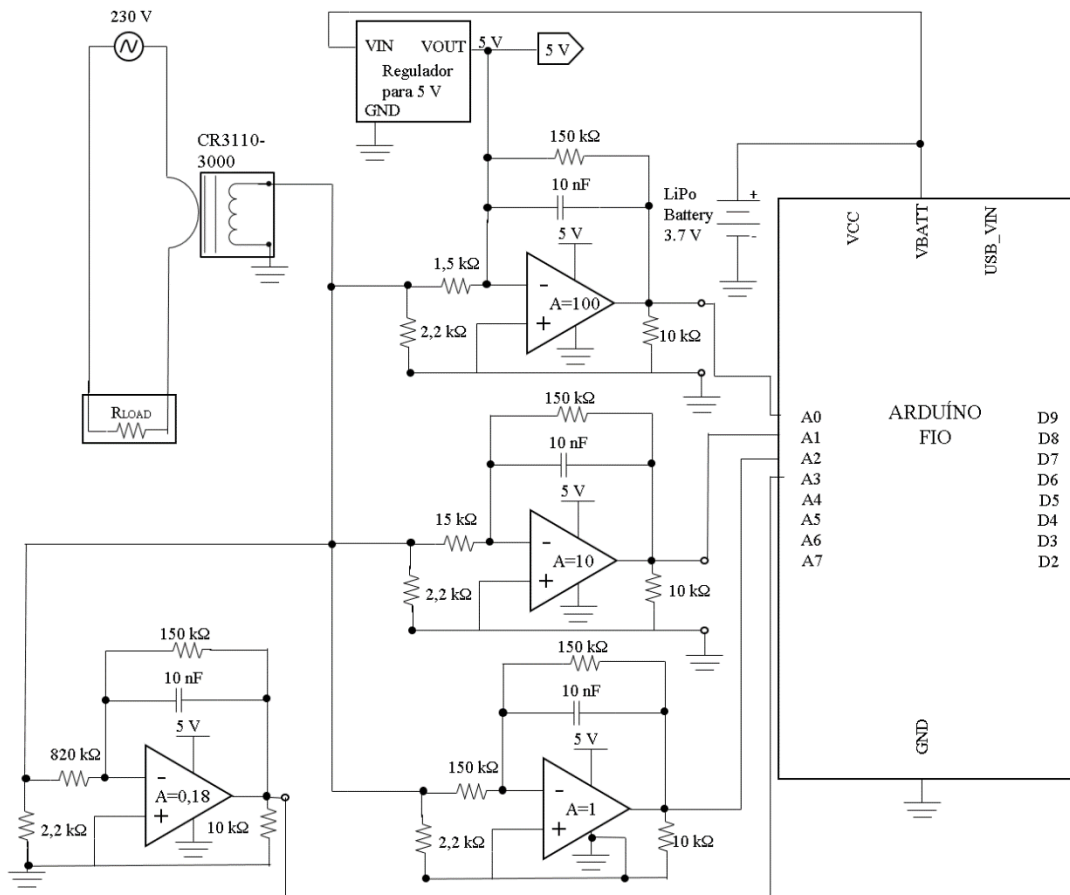 230 V
VIN
VOUT
5 V
5 V
Regulador
para 5 V
GND
CR3110-
3000
150 kΩ
10 nF
LiPo
Battery
3.7 V
+
-
VCC
VBATT
USB_VIN
5 V
1,5 kΩ
-
A=100
+
2,2 kΩ
10 kΩ
RLOAD
150 kΩ
10 nF
5 V
15 kΩ
-
A=10
+
2,2 kΩ
10 kΩ
A0
A1
A2
A3
A4
A5
A6
A7
ARDUÍNO
FIO
D9
D8
D7
D6
D5
D4
D3
D2
GND
150 kΩ
10 nF
5 V
820 kΩ
-
A=0,18
+
2,2 kΩ
10 kΩ
150 kΩ
10 nF
5 V
150 kΩ
-
A=1
+
2,2 kΩ
10 kΩ